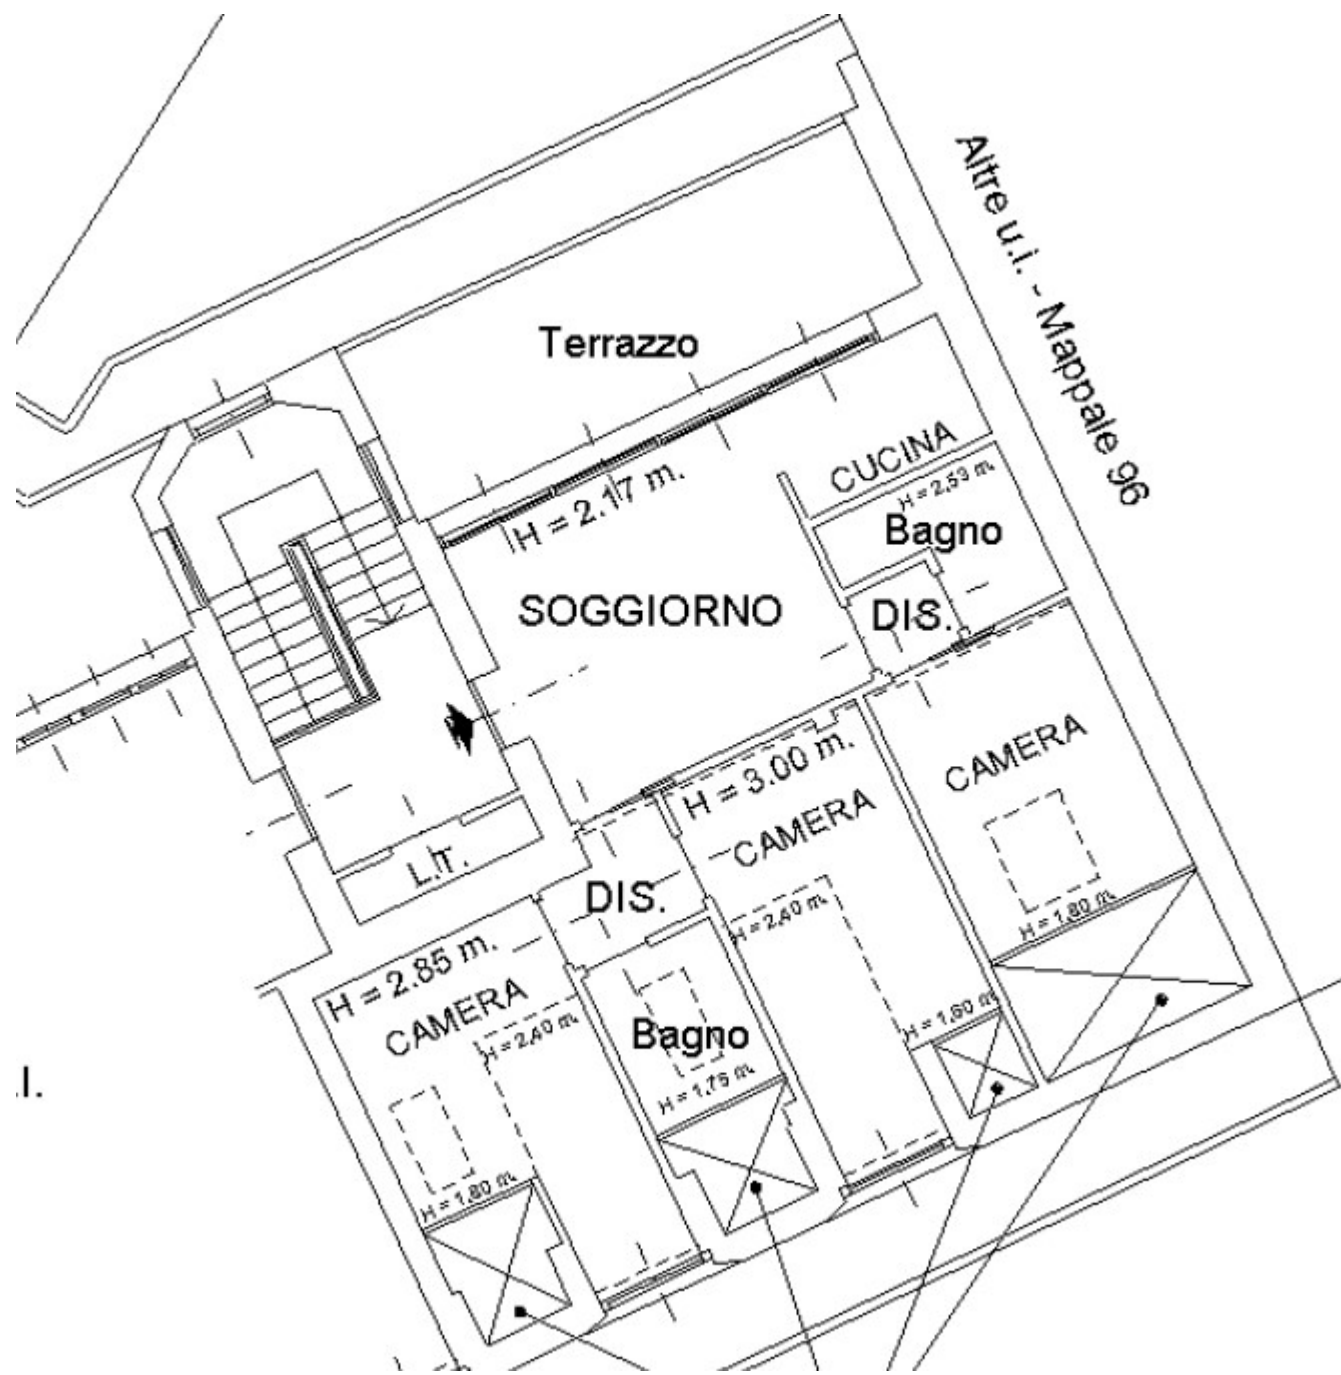 Altre u.i. - Mappale 96
Terrazzo
CUCINA
H = 2,53 m.
H = 2.17 m.
Bagno
SOGGIORNO
DIS.
CAMERA
H = 3.00 m.
CAMERA
L.T.
DIS.
H = 2,40 m.
H = 1,80 m.
H = 2.85 m.
CAMERA
H = 2,40 m.
Bagno
H = 1,75 m.
H = 1,80 m.
H = 1,80 m.
.I.